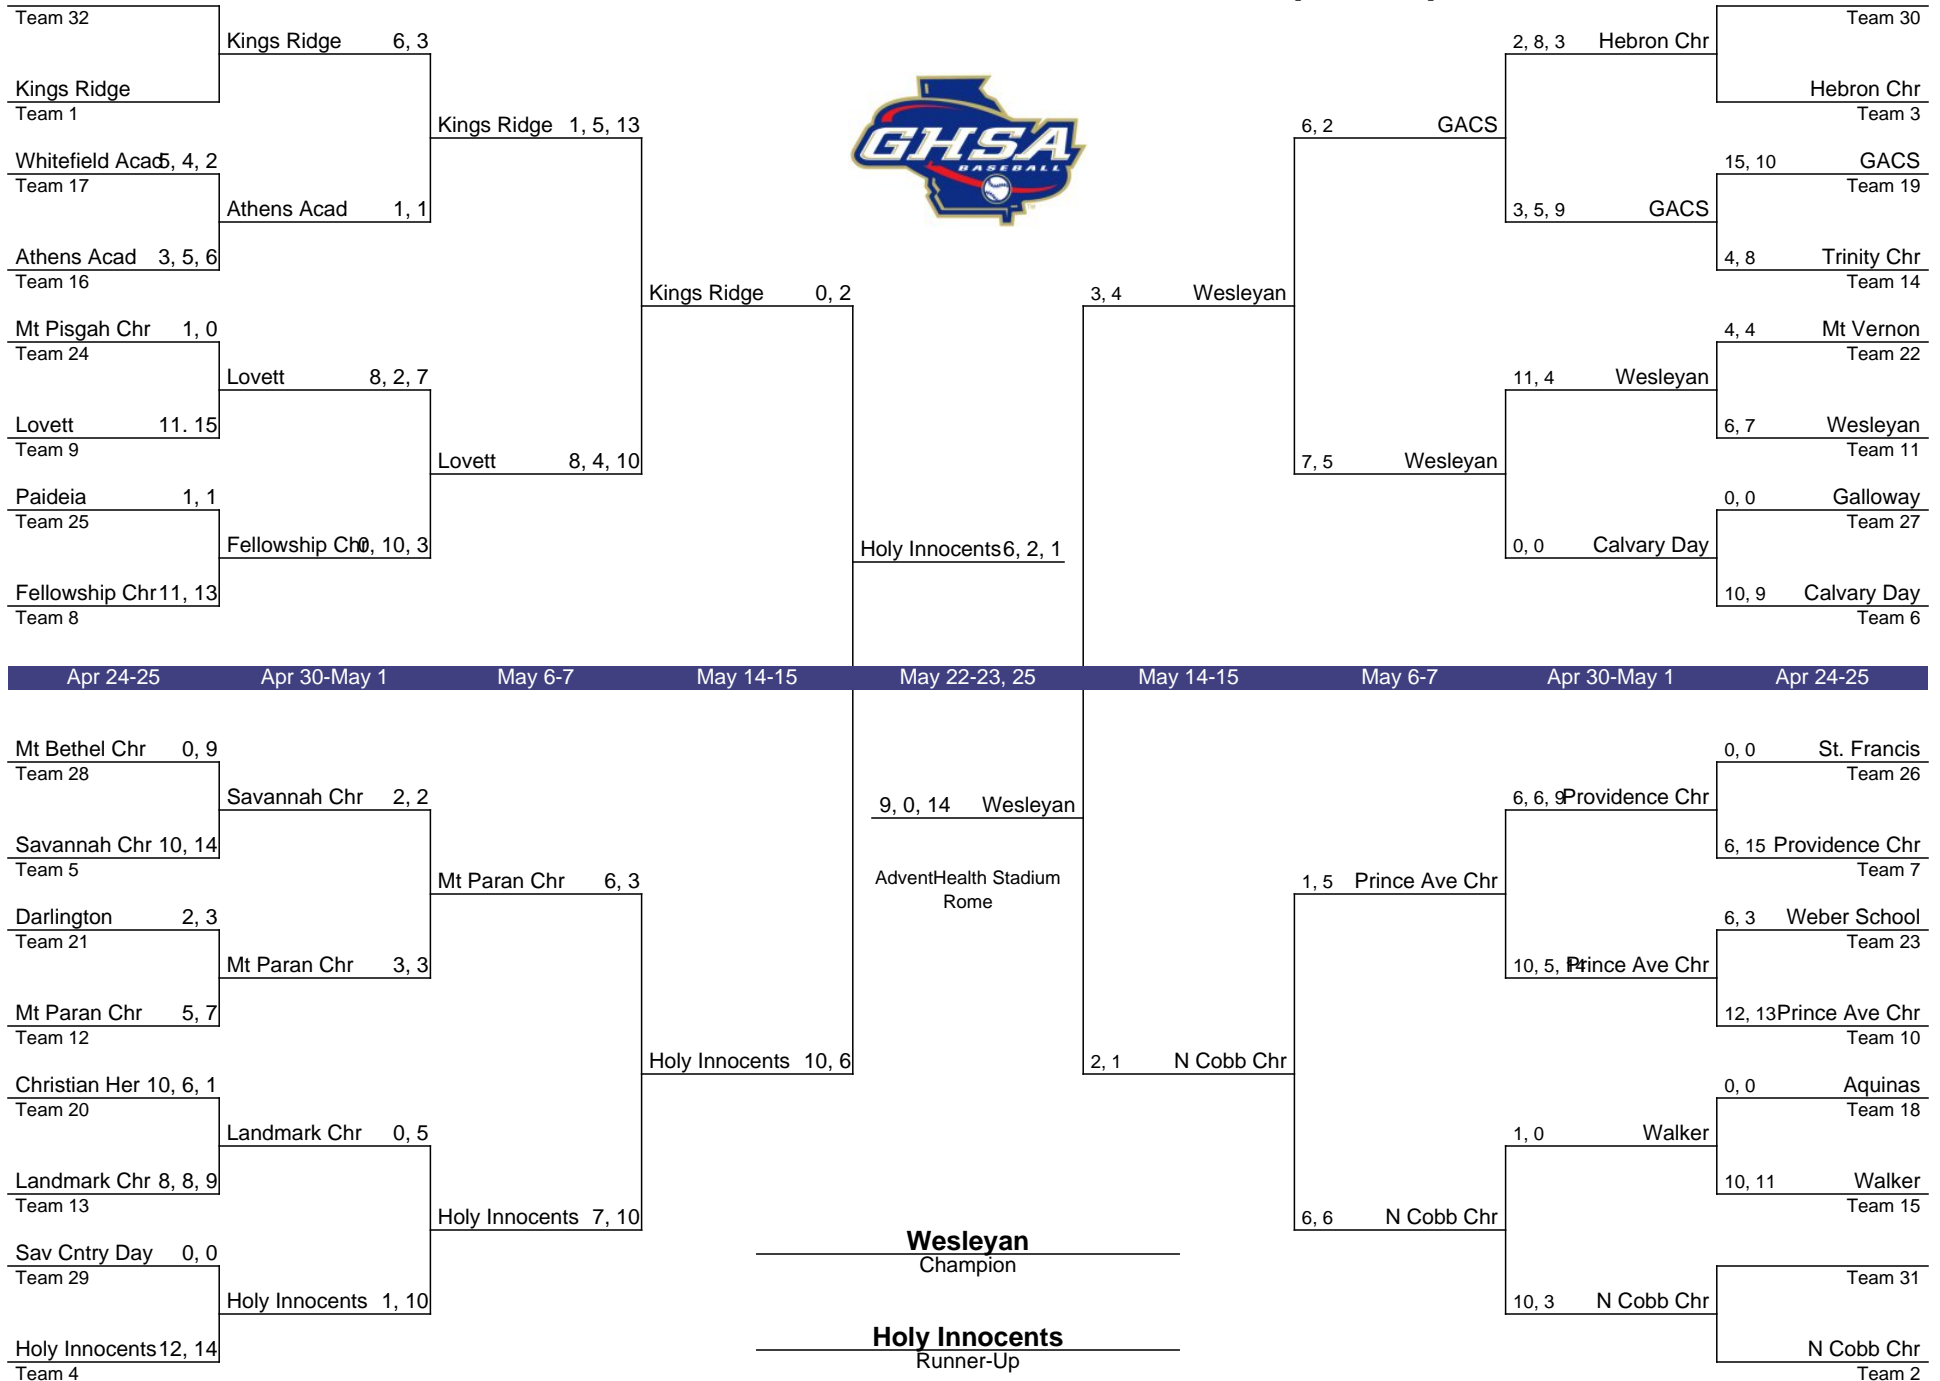 Team 32
Kings Ridge
Team 1
Whitefield Acad 5, 4, 2
Team 17
Athens Acad 3, 5, 6
Team 16
Mt Pisgah Chr 1, 0
Team 24
Lovett 11. 15
Team 9
Paideia 1, 1
Team 25
Fellowship Chr 11, 13
Team 8
Kings Ridge 6, 3
Athens Acad 1, 1
Lovett 8, 2, 7
Fellowship Chr 0, 10, 3
Kings Ridge 1, 5, 13
Lovett 8, 4, 10
Kings Ridge 0, 2
Holy Innocents 6, 2, 1
GHSA
BASEBALL
3, 4 Wesleyan
6, 2 GACS
7, 5 Wesleyan
2, 8, 3 Hebron Chr
3, 5, 9 GACS
11, 4 Wesleyan
0, 0 Calvary Day
Team 30
Hebron Chr
Team 3
15, 10 GACS
Team 19
4, 8 Trinity Chr
Team 14
4, 4 Mt Vernon
Team 22
6, 7 Wesleyan
Team 11
0, 0 Galloway
Team 27
10, 9 Calvary Day
Team 6
Apr 24-25 Apr 30-May 1 May 6-7 May 14-15 May 22-23, 25 May 14-15 May 6-7 Apr 30-May 1 Apr 24-25
Mt Bethel Chr 0, 9
Team 28
Savannah Chr 10, 14
Team 5
Darlington 2, 3
Team 21
Mt Paran Chr 5, 7
Team 12
Christian Her 10, 6, 1
Team 20
Landmark Chr 8, 8, 9
Team 13
Sav Cntry Day 0, 0
Team 29
Holy Innocents 12, 14
Team 4
Savannah Chr 2, 2
Mt Paran Chr 3, 3
Landmark Chr 0, 5
Holy Innocents 1, 10
Mt Paran Chr 6, 3
Holy Innocents 7, 10
Holy Innocents 10, 6
9, 0, 14 Wesleyan
AdventHealth Stadium
Rome
Wesleyan
Champion
Holy Innocents
Runner-Up
2, 1 N Cobb Chr
1, 5 Prince Ave Chr
6, 6 N Cobb Chr
6, 6, 9 Providence Chr
10, 5, 14 Prince Ave Chr
1, 0 Walker
10, 3 N Cobb Chr
0, 0 St. Francis
Team 26
6, 15 Providence Chr
Team 7
6, 3 Weber School
Team 23
12, 13 Prince Ave Chr
Team 10
0, 0 Aquinas
Team 18
10, 11 Walker
Team 15
Team 31
N Cobb Chr
Team 2